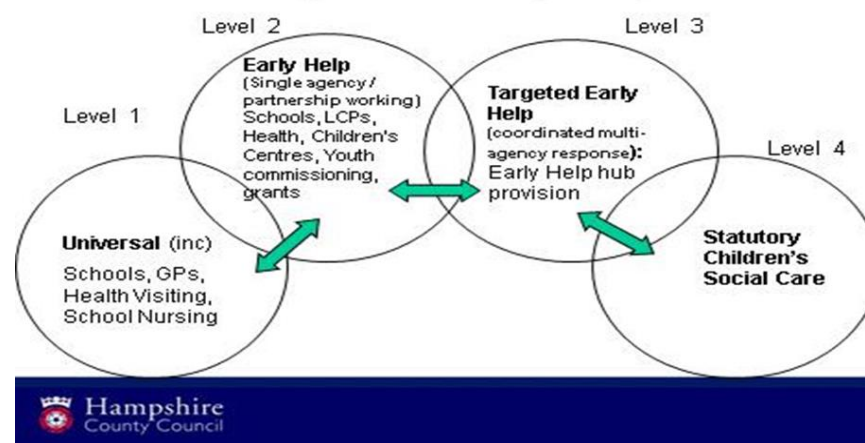 Level 2
Level 3
Early Help
(Single agency /
partnership working)
Schools, LCPs,
Health, Children's
Centres, Youth
commissioning,
grants
Targeted Early
Help
(coordinated multi-
agency response):
Early Help hub
provision
Level 1
Level 4
Universal (inc)
Schools, GPs,
Health Visiting,
School Nursing
Statutory
Children's
Social Care
Hampshire
County Council